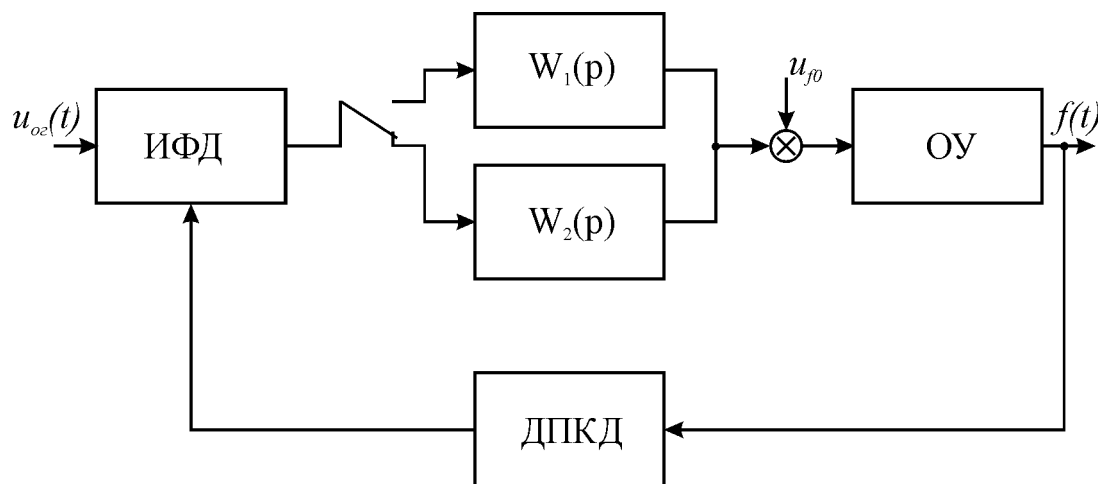 W₁(p)
u_f0
u_ог(t)
ИФД
ОУ
f(t)
W₂(p)
ДПКД